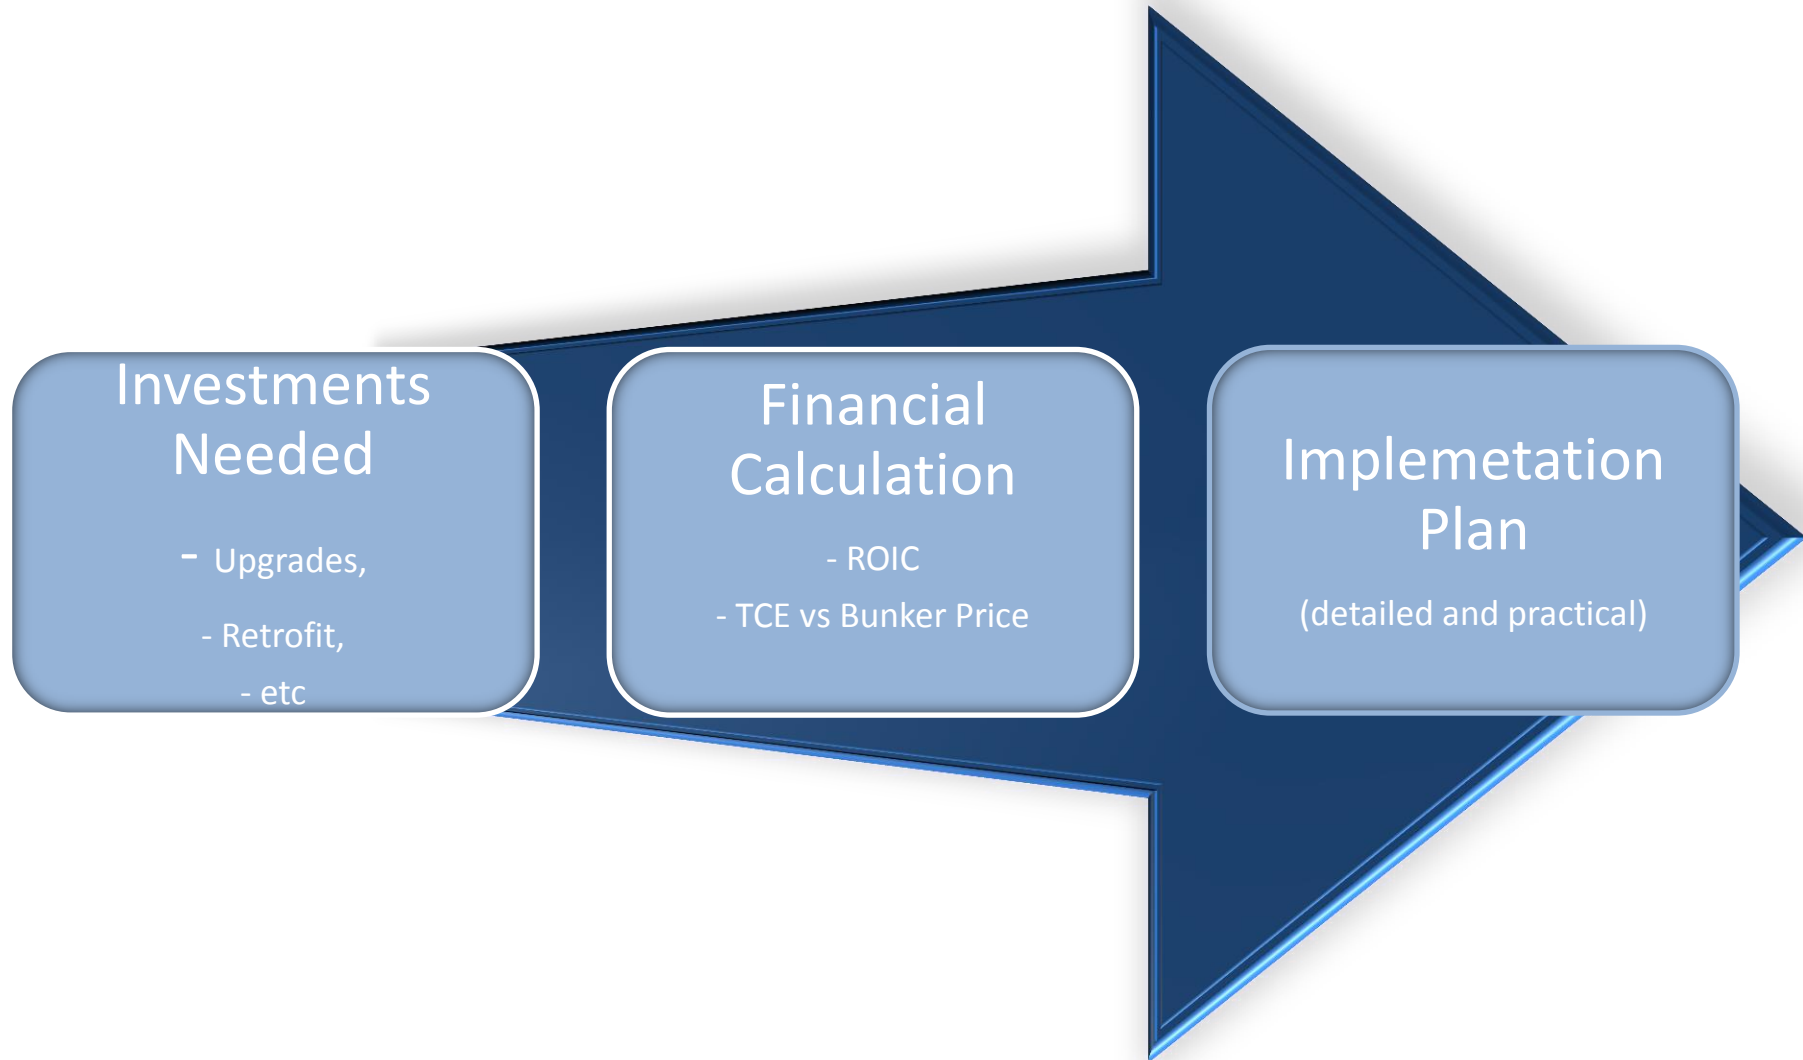 Investments
Needed
- Upgrades,
- Retrofit,
- etc
Financial
Calculation
- ROIC
- TCE vs Bunker Price
Implemetation
Plan
(detailed and practical)